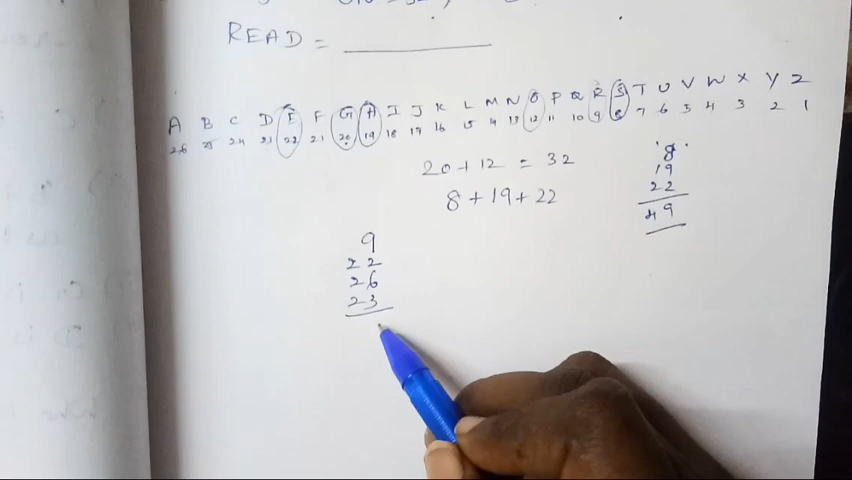 READ = ________
A B C D E F G H I J K L M N O P Q R S T U V W X Y Z
26 25 24 23 22 21 20 19 18 17 16 15 14 13 12 11 10 9 8 7 6 5 4 3 2 1
20 + 12 = 32
8 + 19 + 22
8
19
22
49
9
22
26
23